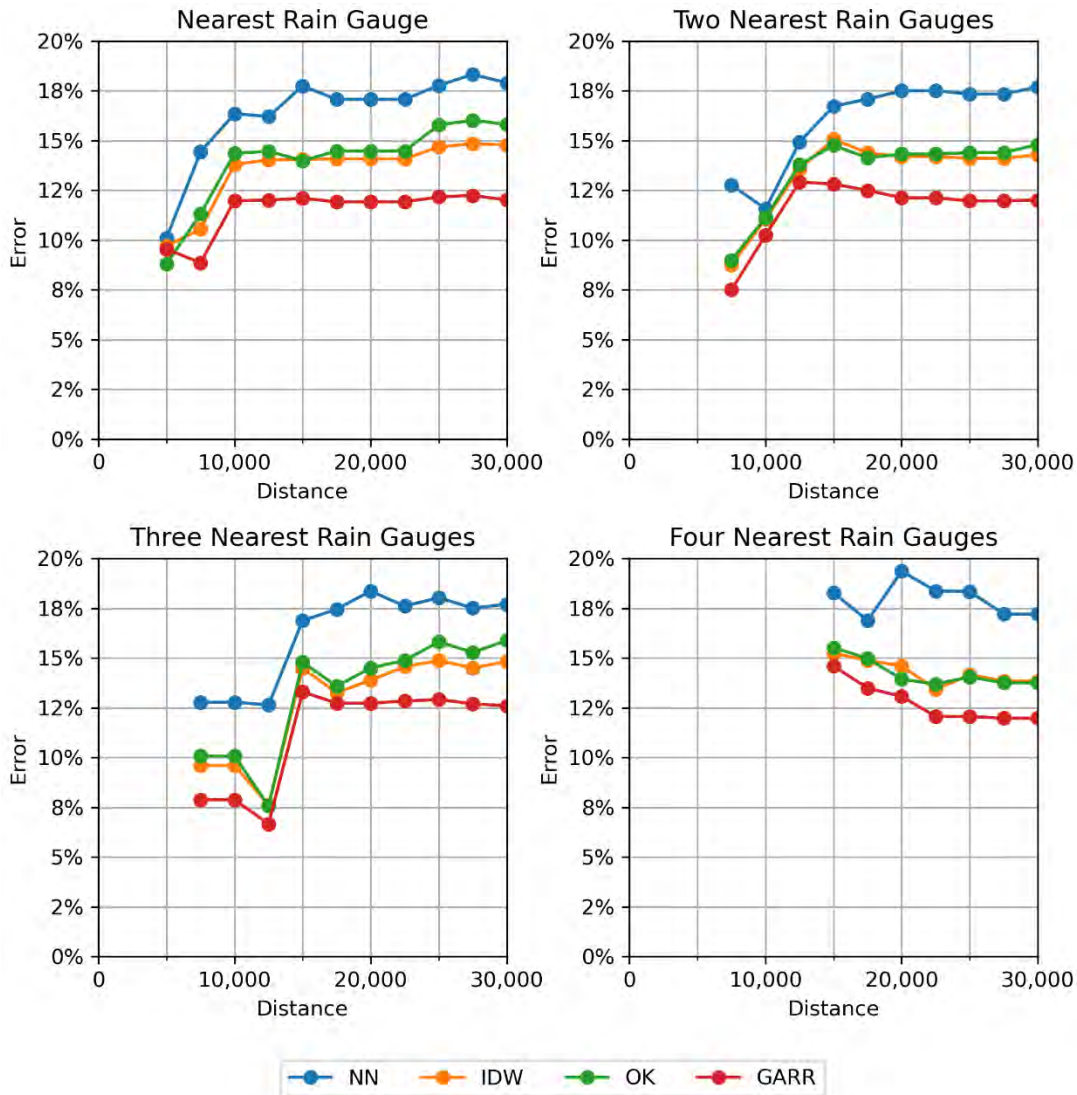 Nearest Rain Gauge
20%
18%
15%
12%
10%
8%
5%
2%
0%
Error
0 10,000 20,000 30,000
Distance
Two Nearest Rain Gauges
20%
18%
15%
12%
10%
8%
5%
2%
0%
Error
0 10,000 20,000 30,000
Distance
Three Nearest Rain Gauges
20%
18%
15%
12%
10%
8%
5%
2%
0%
Error
0 10,000 20,000 30,000
Distance
Four Nearest Rain Gauges
20%
18%
15%
12%
10%
8%
5%
2%
0%
Error
0 10,000 20,000 30,000
Distance
NN IDW OK GARR